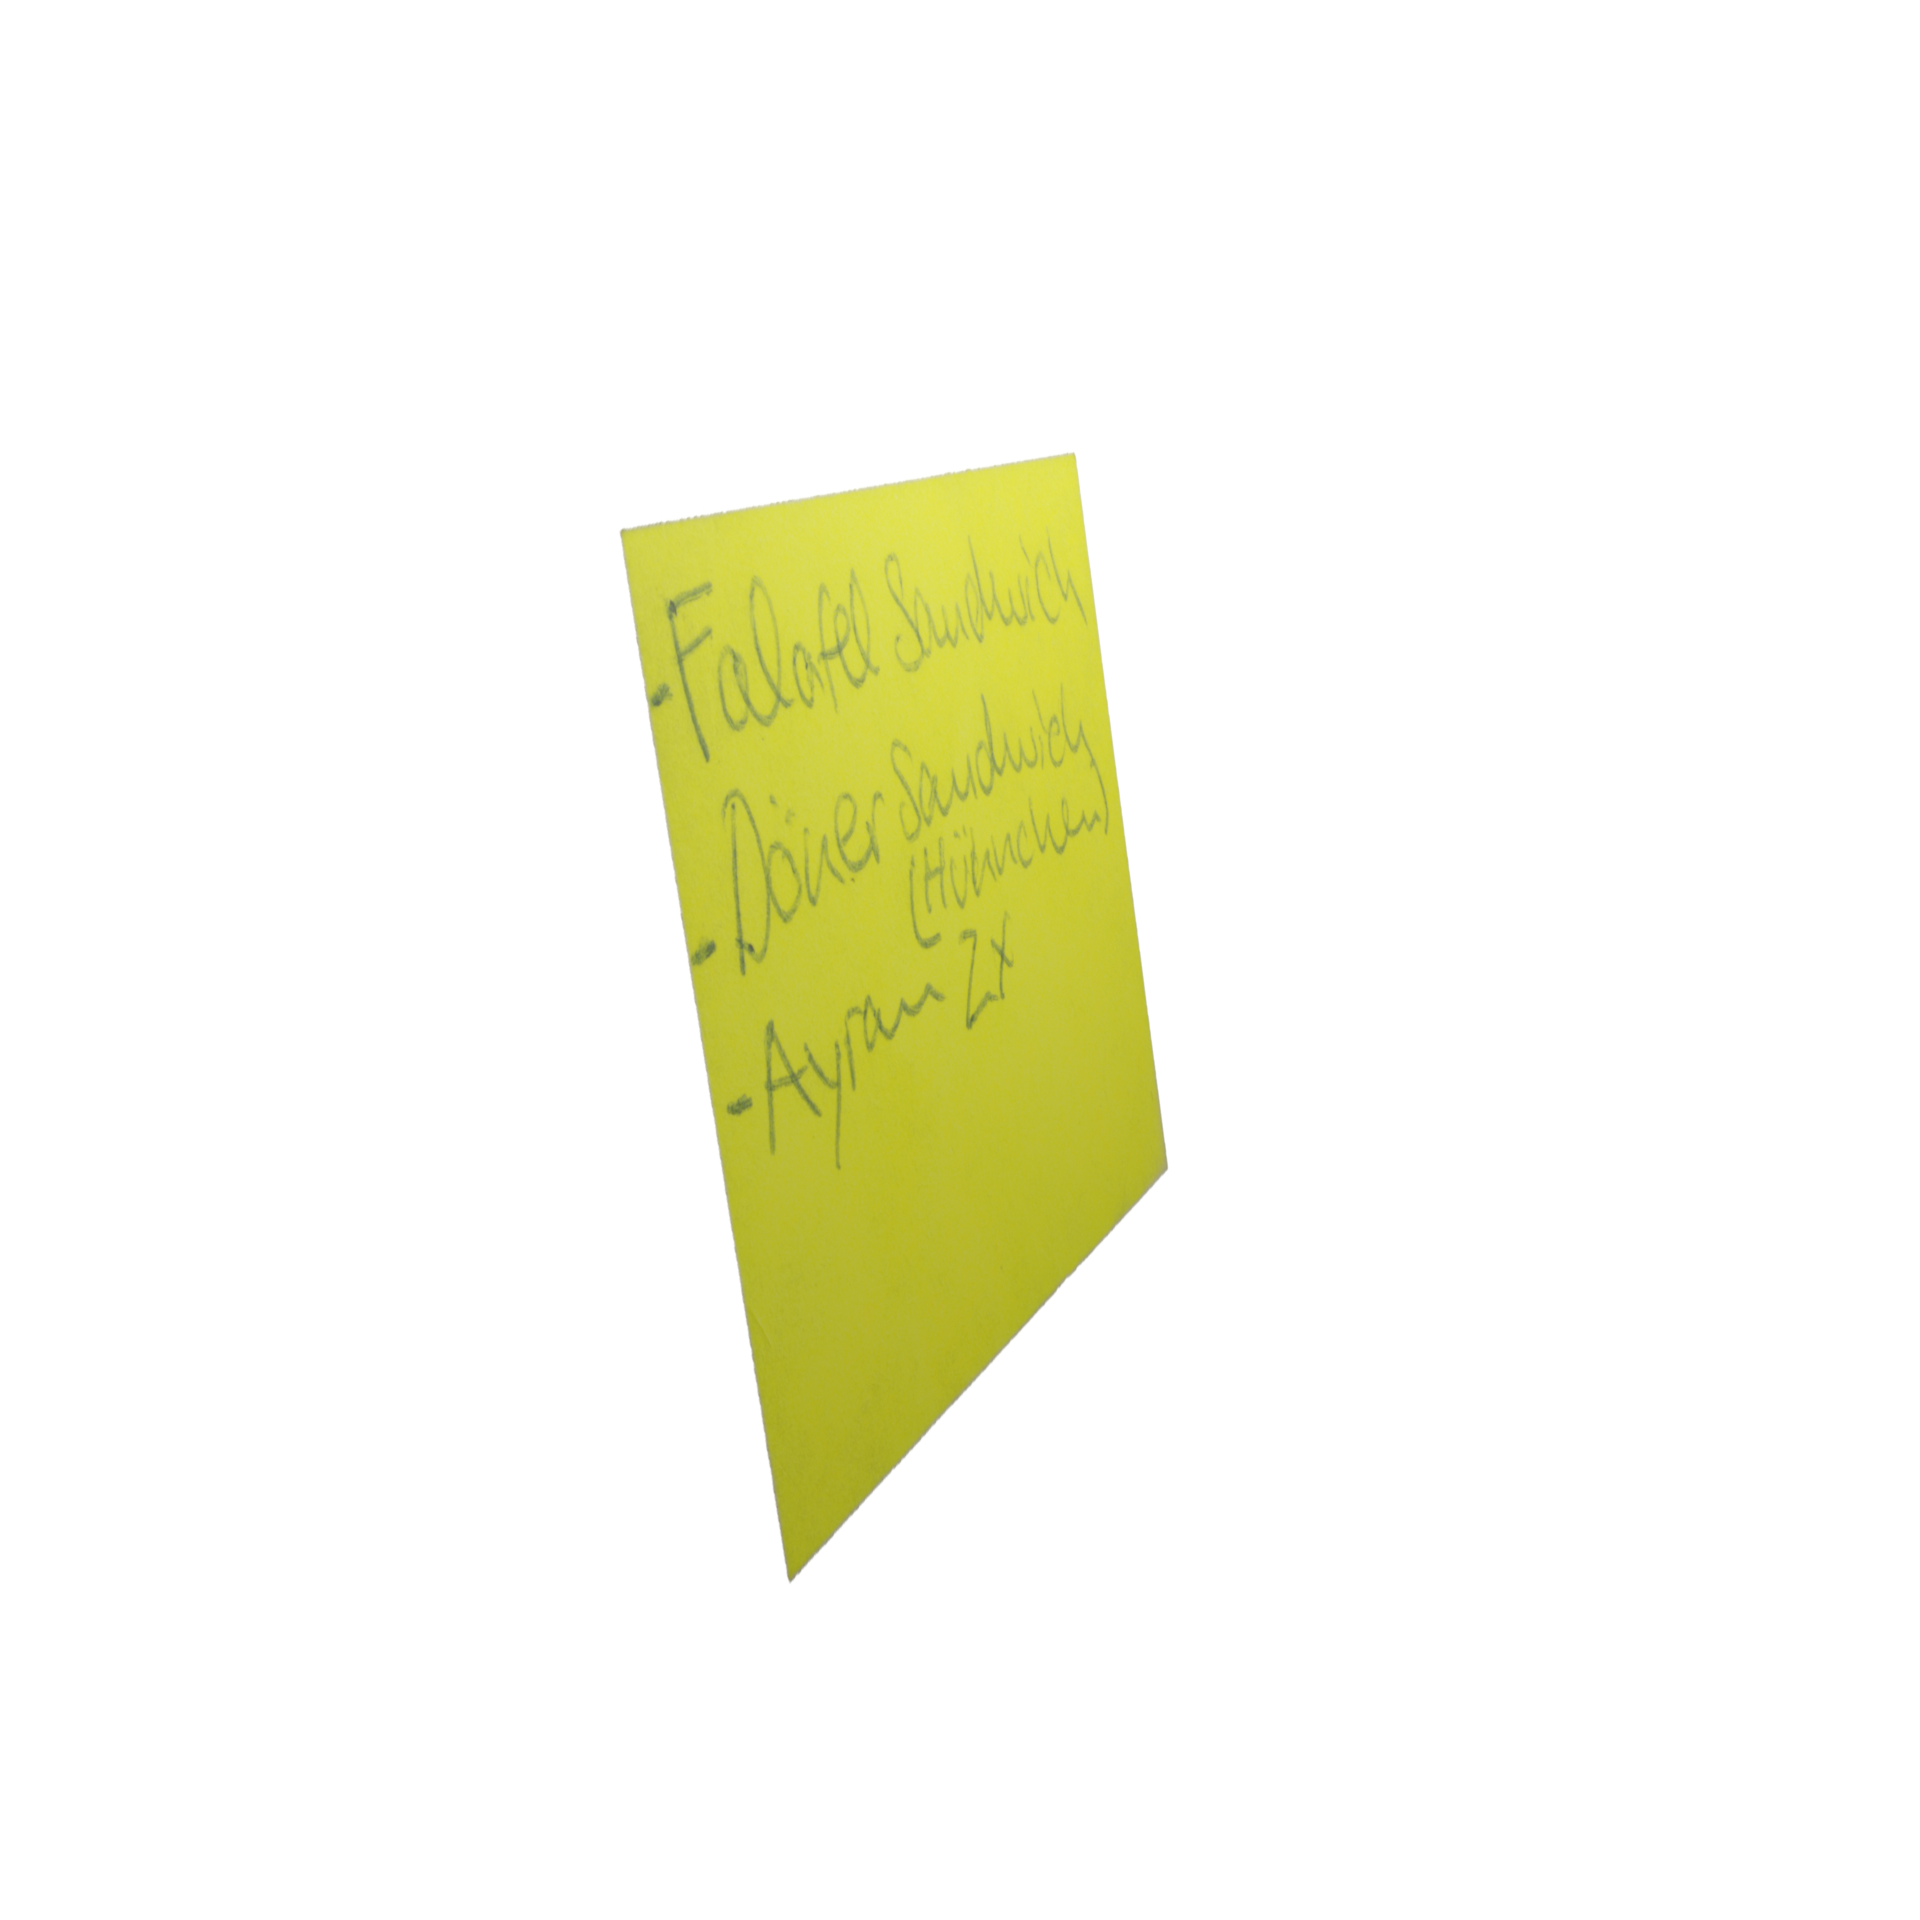 - Falafel Sandwich
- Döner Sandwich
(Hühnchen)
- Ayran 2x